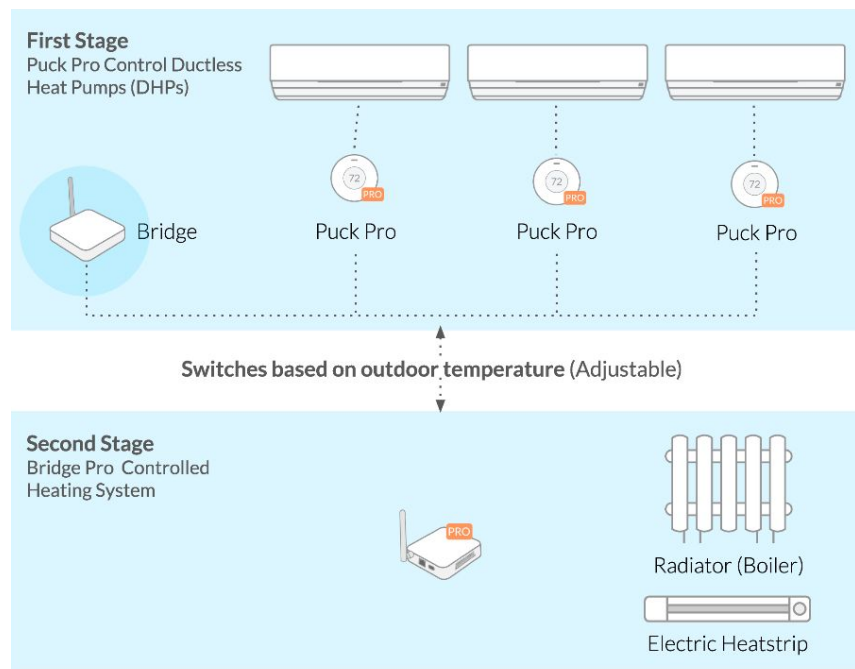 First Stage
Puck Pro Control Ductless
Heat Pumps (DHPs)
72
PRO
72
PRO
72
PRO
Bridge
Puck Pro
Puck Pro
Puck Pro
Switches based on outdoor temperature (Adjustable)
Second Stage
Bridge Pro Controlled
Heating System
PRO
Radiator (Boiler)
Electric Heatstrip